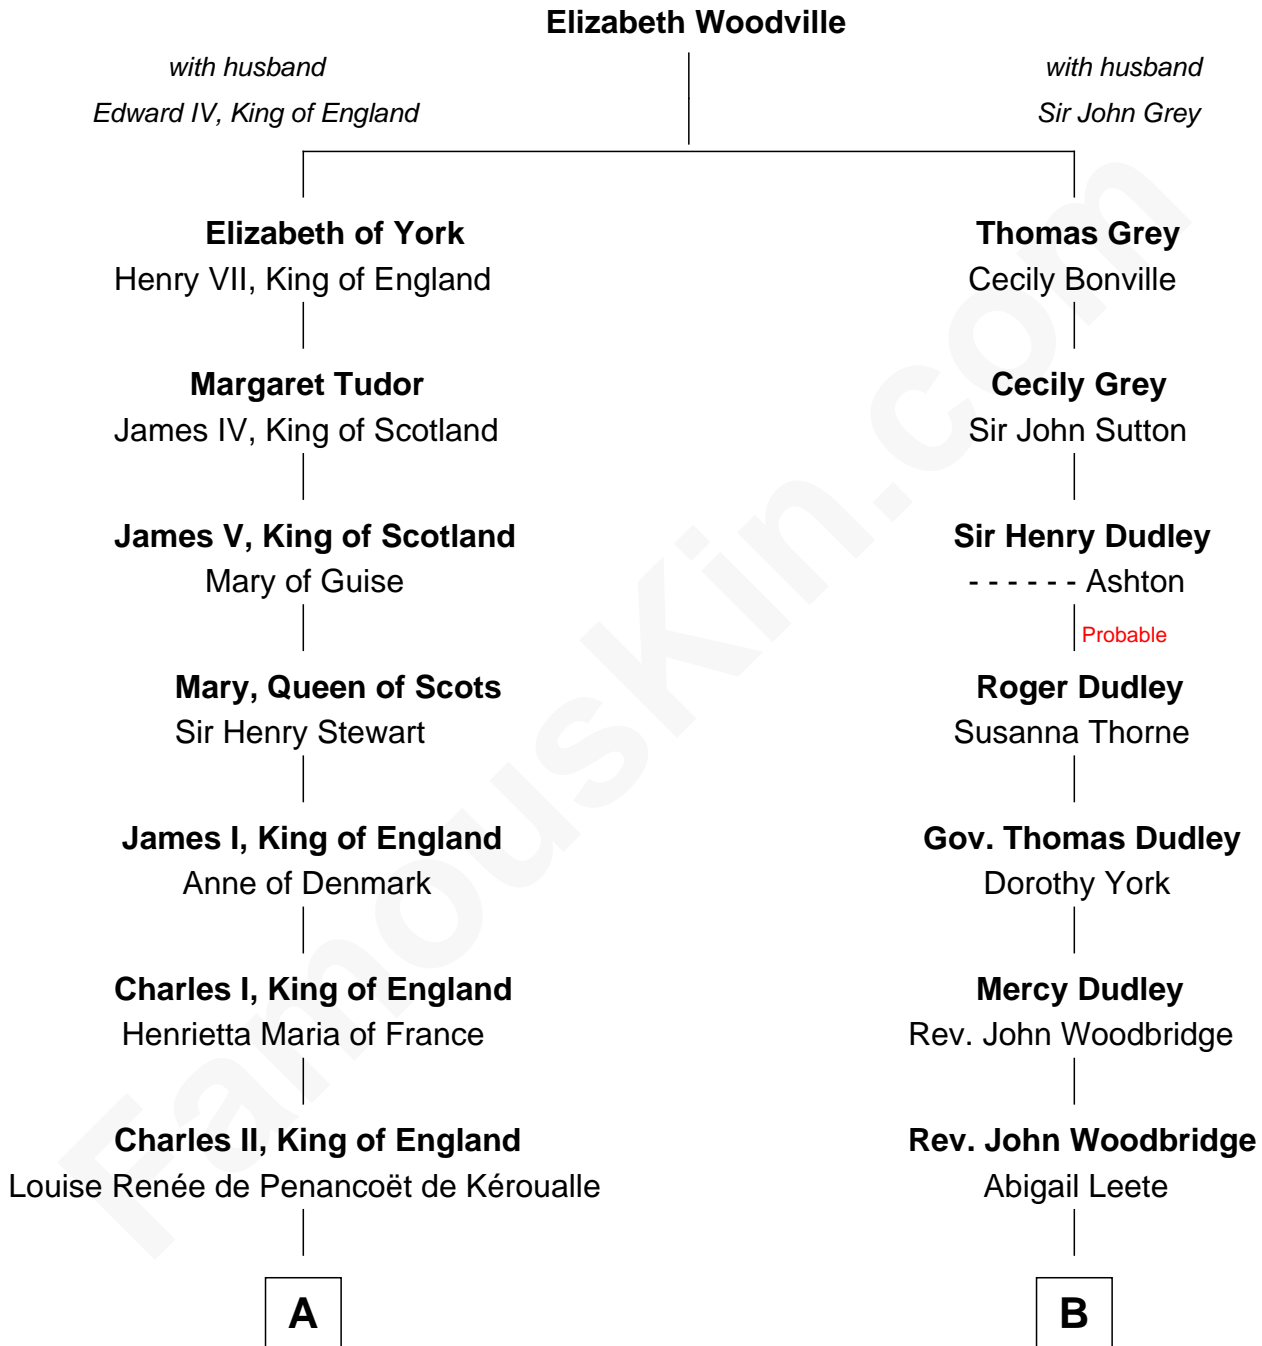 Elizabeth Woodville
with husband
Edward IV, King of England
with husband
Sir John Grey
Elizabeth of York
Henry VII, King of England
Thomas Grey
Cecily Bonville
Margaret Tudor
James IV, King of Scotland
Cecily Grey
Sir John Sutton
James V, King of Scotland
Mary of Guise
Sir Henry Dudley
- - - - - - Ashton
Probable
Mary, Queen of Scots
Sir Henry Stewart
Roger Dudley
Susanna Thorne
James I, King of England
Anne of Denmark
Gov. Thomas Dudley
Dorothy York
Charles I, King of England
Henrietta Maria of France
Mercy Dudley
Rev. John Woodbridge
Charles II, King of England
Louise Renée de Penancoët de Kéroualle
Rev. John Woodbridge
Abigail Leete
A
B
FamousKin.com